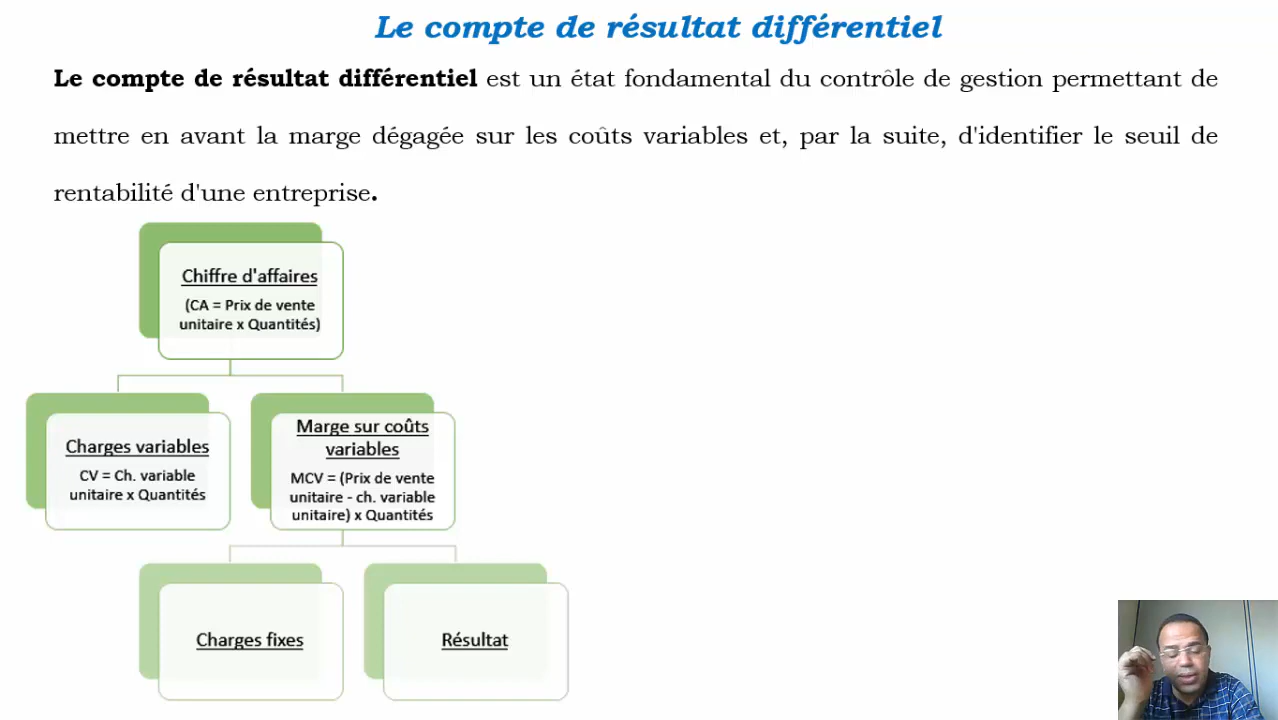 Le compte de résultat différentiel
Le compte de résultat différentiel est un état fondamental du contrôle de gestion permettant de
mettre en avant la marge dégagée sur les coûts variables et, par la suite, d'identifier le seuil de
rentabilité d'une entreprise.
Chiffre d'affaires
(CA = Prix de vente
unitaire x Quantités)
Charges variables
CV = Ch. variable
unitaire x Quantités
Marge sur coûts
variables
MCV = (Prix de vente
unitaire - ch. variable
unitaire) x Quantités
Charges fixes
Résultat